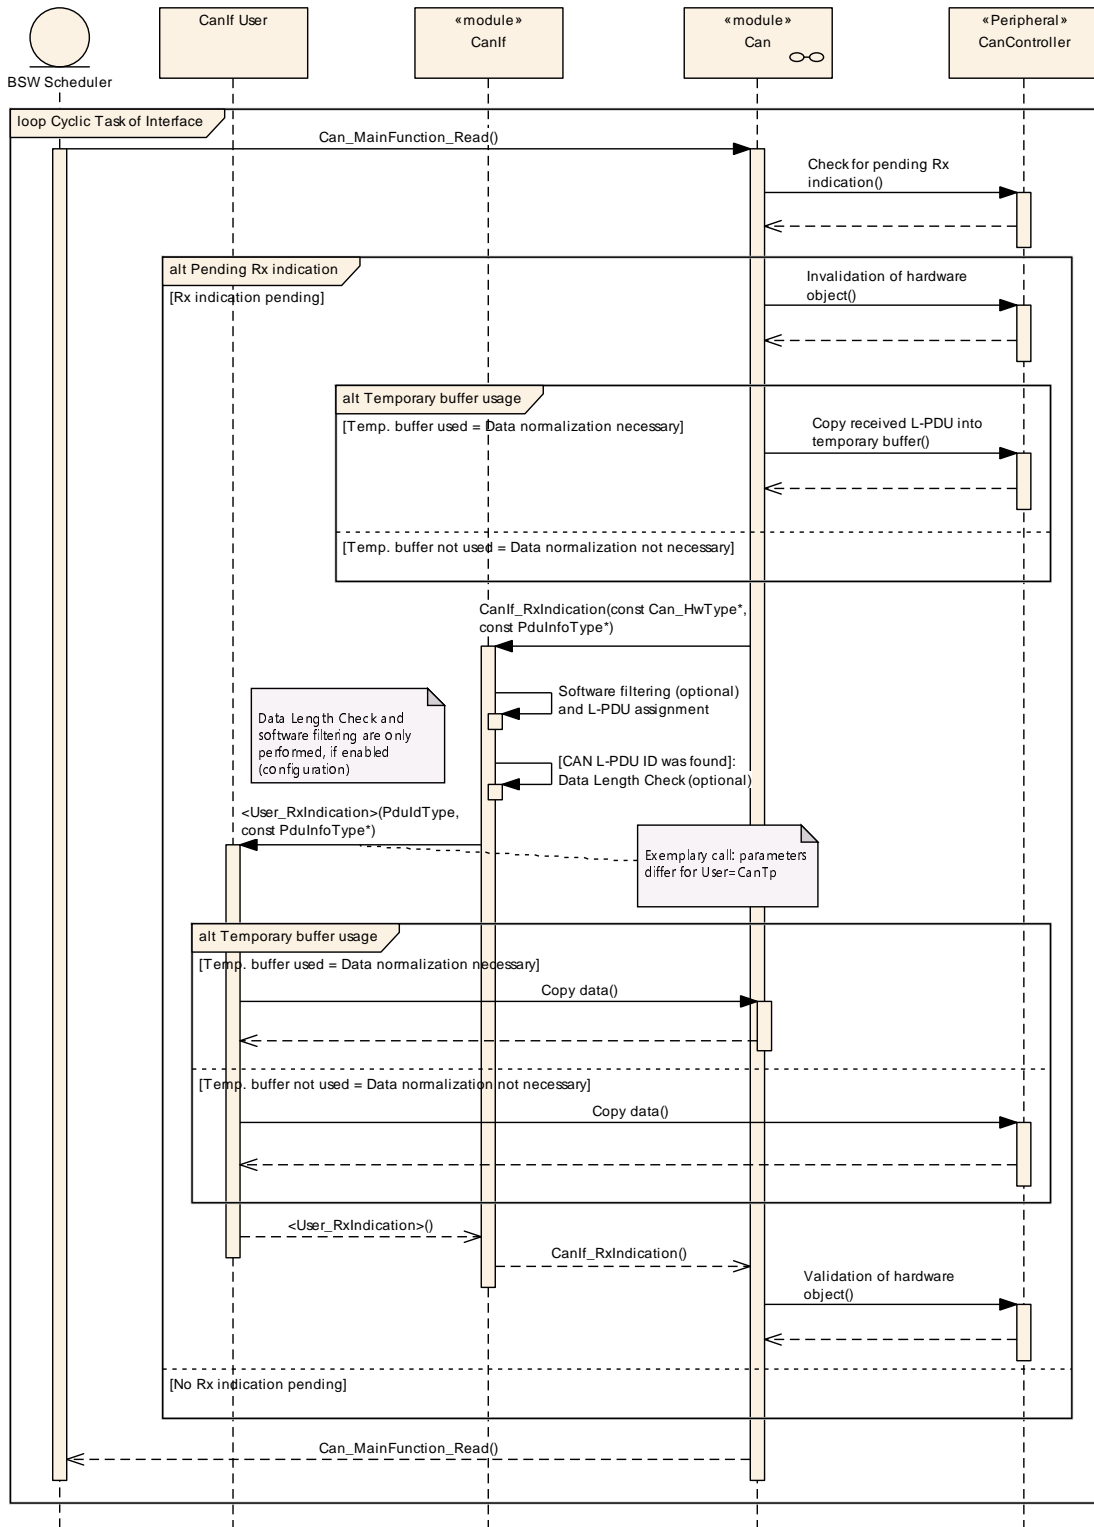 BSW Scheduler
CanIf User
«module»
CanIf
«module»
Can
«Peripheral»
CanController
loop Cyclic Task of Interface
Can_MainFunction_Read()
Check for pending Rx
indication()
alt Pending Rx indication
[Rx indication pending]
Invalidation of hardware
object()
alt Temporary buffer usage
[Temp. buffer used = Data normalization necessary]
Copy received L-PDU into
temporary buffer()
[Temp. buffer not used = Data normalization not necessary]
CanIf_RxIndication(const Can_HwType*,
const PduInfoType*)
Software filtering (optional)
and L-PDU assignment
Data Length Check and
software filtering are only
performed, if enabled
(configuration)
[CAN L-PDU ID was found]:
Data Length Check (optional)
<User_RxIndication>(PduIdType,
const PduInfoType*)
Exemplary call: parameters
differ for User=CanTp
alt Temporary buffer usage
[Temp. buffer used = Data normalization necessary]
Copy data()
[Temp. buffer not used = Data normalization not necessary]
Copy data()
<User_RxIndication>()
CanIf_RxIndication()
Validation of hardware
object()
[No Rx indication pending]
Can_MainFunction_Read()